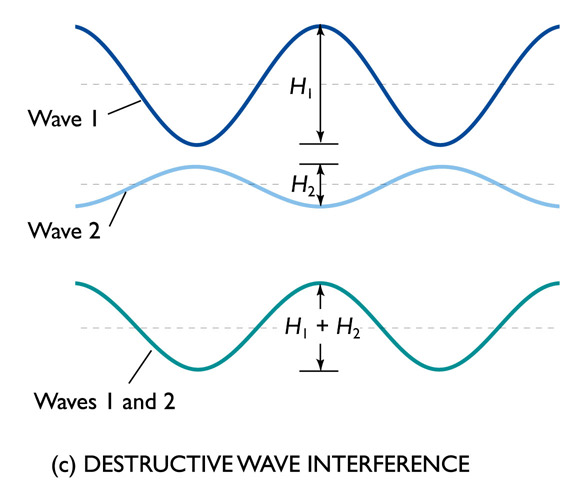 H₁
Wave 1
H₂
Wave 2
H₁ + H₂
Waves 1 and 2
(c) DESTRUCTIVE WAVE INTERFERENCE